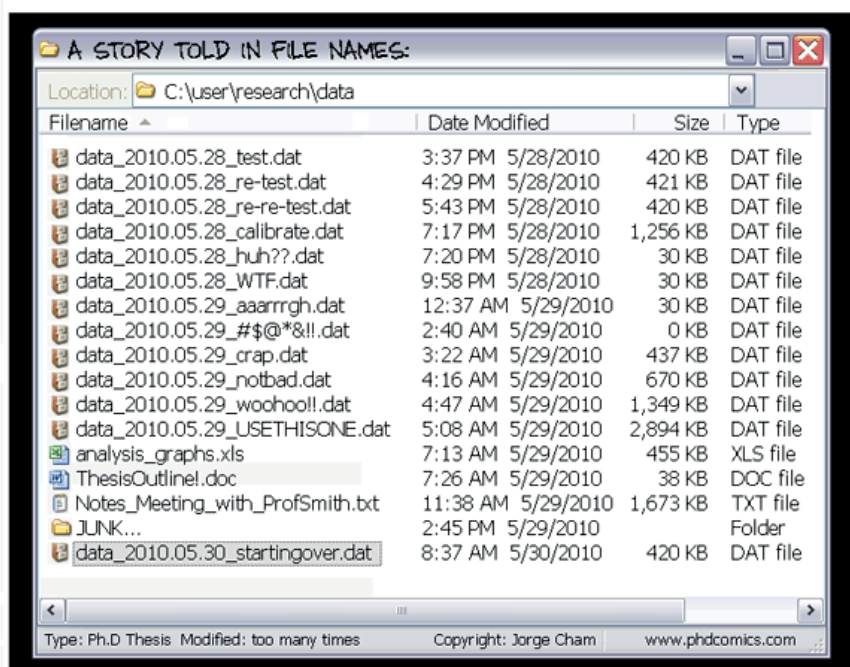 A STORY TOLD IN FILE NAMES:
Location: C:\user\research\data
Filename Date Modified Size Type
data_2010.05.28_test.dat 3:37 PM 5/28/2010 420 KB DAT file
data_2010.05.28_re-test.dat 4:29 PM 5/28/2010 421 KB DAT file
data_2010.05.28_re-re-test.dat 5:43 PM 5/28/2010 420 KB DAT file
data_2010.05.28_calibrate.dat 7:17 PM 5/28/2010 1,256 KB DAT file
data_2010.05.28_huh??.dat 7:20 PM 5/28/2010 30 KB DAT file
data_2010.05.28_WTF.dat 9:58 PM 5/28/2010 30 KB DAT file
data_2010.05.29_aaarrrgh.dat 12:37 AM 5/29/2010 30 KB DAT file
data_2010.05.29_#$@*&!!.dat 2:40 AM 5/29/2010 0 KB DAT file
data_2010.05.29_crap.dat 3:22 AM 5/29/2010 437 KB DAT file
data_2010.05.29_notbad.dat 4:16 AM 5/29/2010 670 KB DAT file
data_2010.05.29_woohoo!!.dat 4:47 AM 5/29/2010 1,349 KB DAT file
data_2010.05.29_USETHISONE.dat 5:08 AM 5/29/2010 2,894 KB DAT file
analysis_graphs.xls 7:13 AM 5/29/2010 455 KB XLS file
ThesisOutline!.doc 7:26 AM 5/29/2010 38 KB DOC file
Notes_Meeting_with_ProfSmith.txt 11:38 AM 5/29/2010 1,673 KB TXT file
JUNK... 2:45 PM 5/29/2010 Folder
data_2010.05.30_startingover.dat 8:37 AM 5/30/2010 420 KB DAT file
Type: Ph.D Thesis Modified: too many times Copyright: Jorge Cham www.phdcomics.com